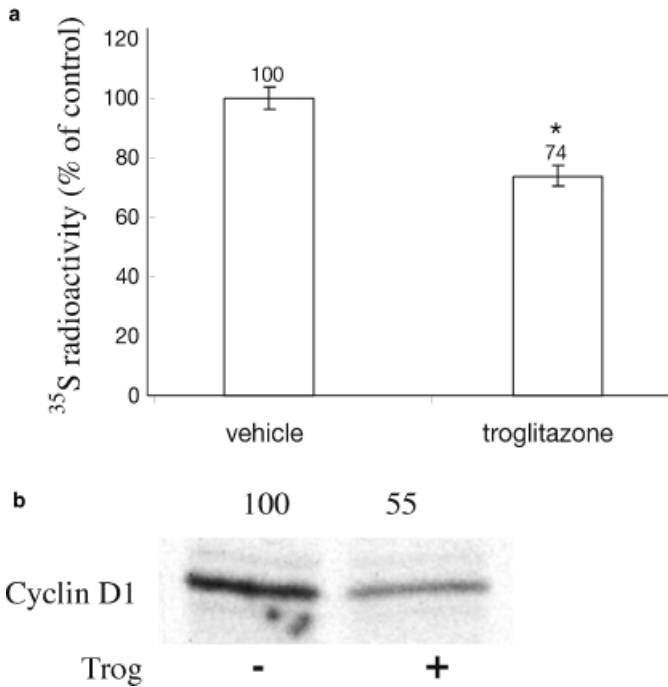 a
³⁵S radioactivity (% of control)
120
100
80
60
40
20
0
100
*
74
vehicle troglitazone
b
100 55
Cyclin D1
Trog - +